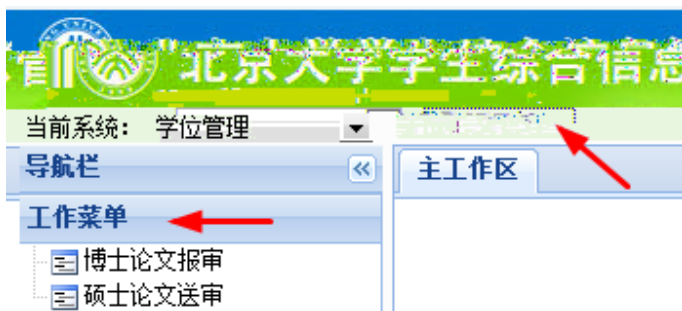 北京大学学生综合信息
当前系统: 学位管理
导航栏
主工作区
工作菜单
博士论文报审
硕士论文送审